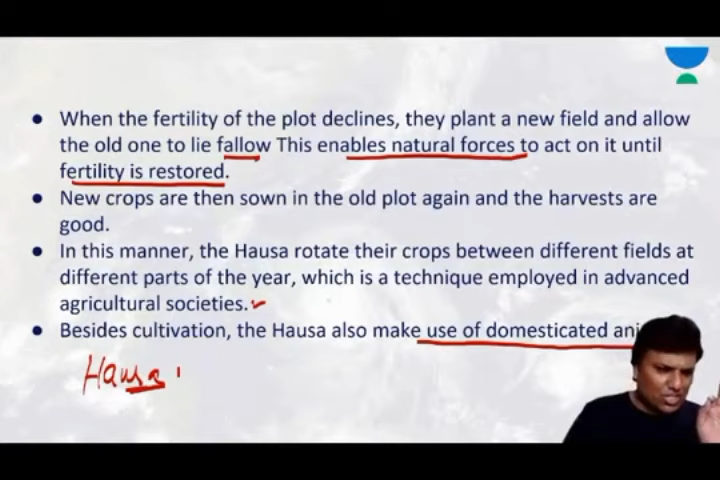 ● When the fertility of the plot declines, they plant a new field and allow
the old one to lie fallow This enables natural forces to act on it until
fertility is restored.
● New crops are then sown in the old plot again and the harvests are
good.
● In this manner, the Hausa rotate their crops between different fields at
different parts of the year, which is a technique employed in advanced
agricultural societies.
● Besides cultivation, the Hausa also make use of domesticated ani
Hausa